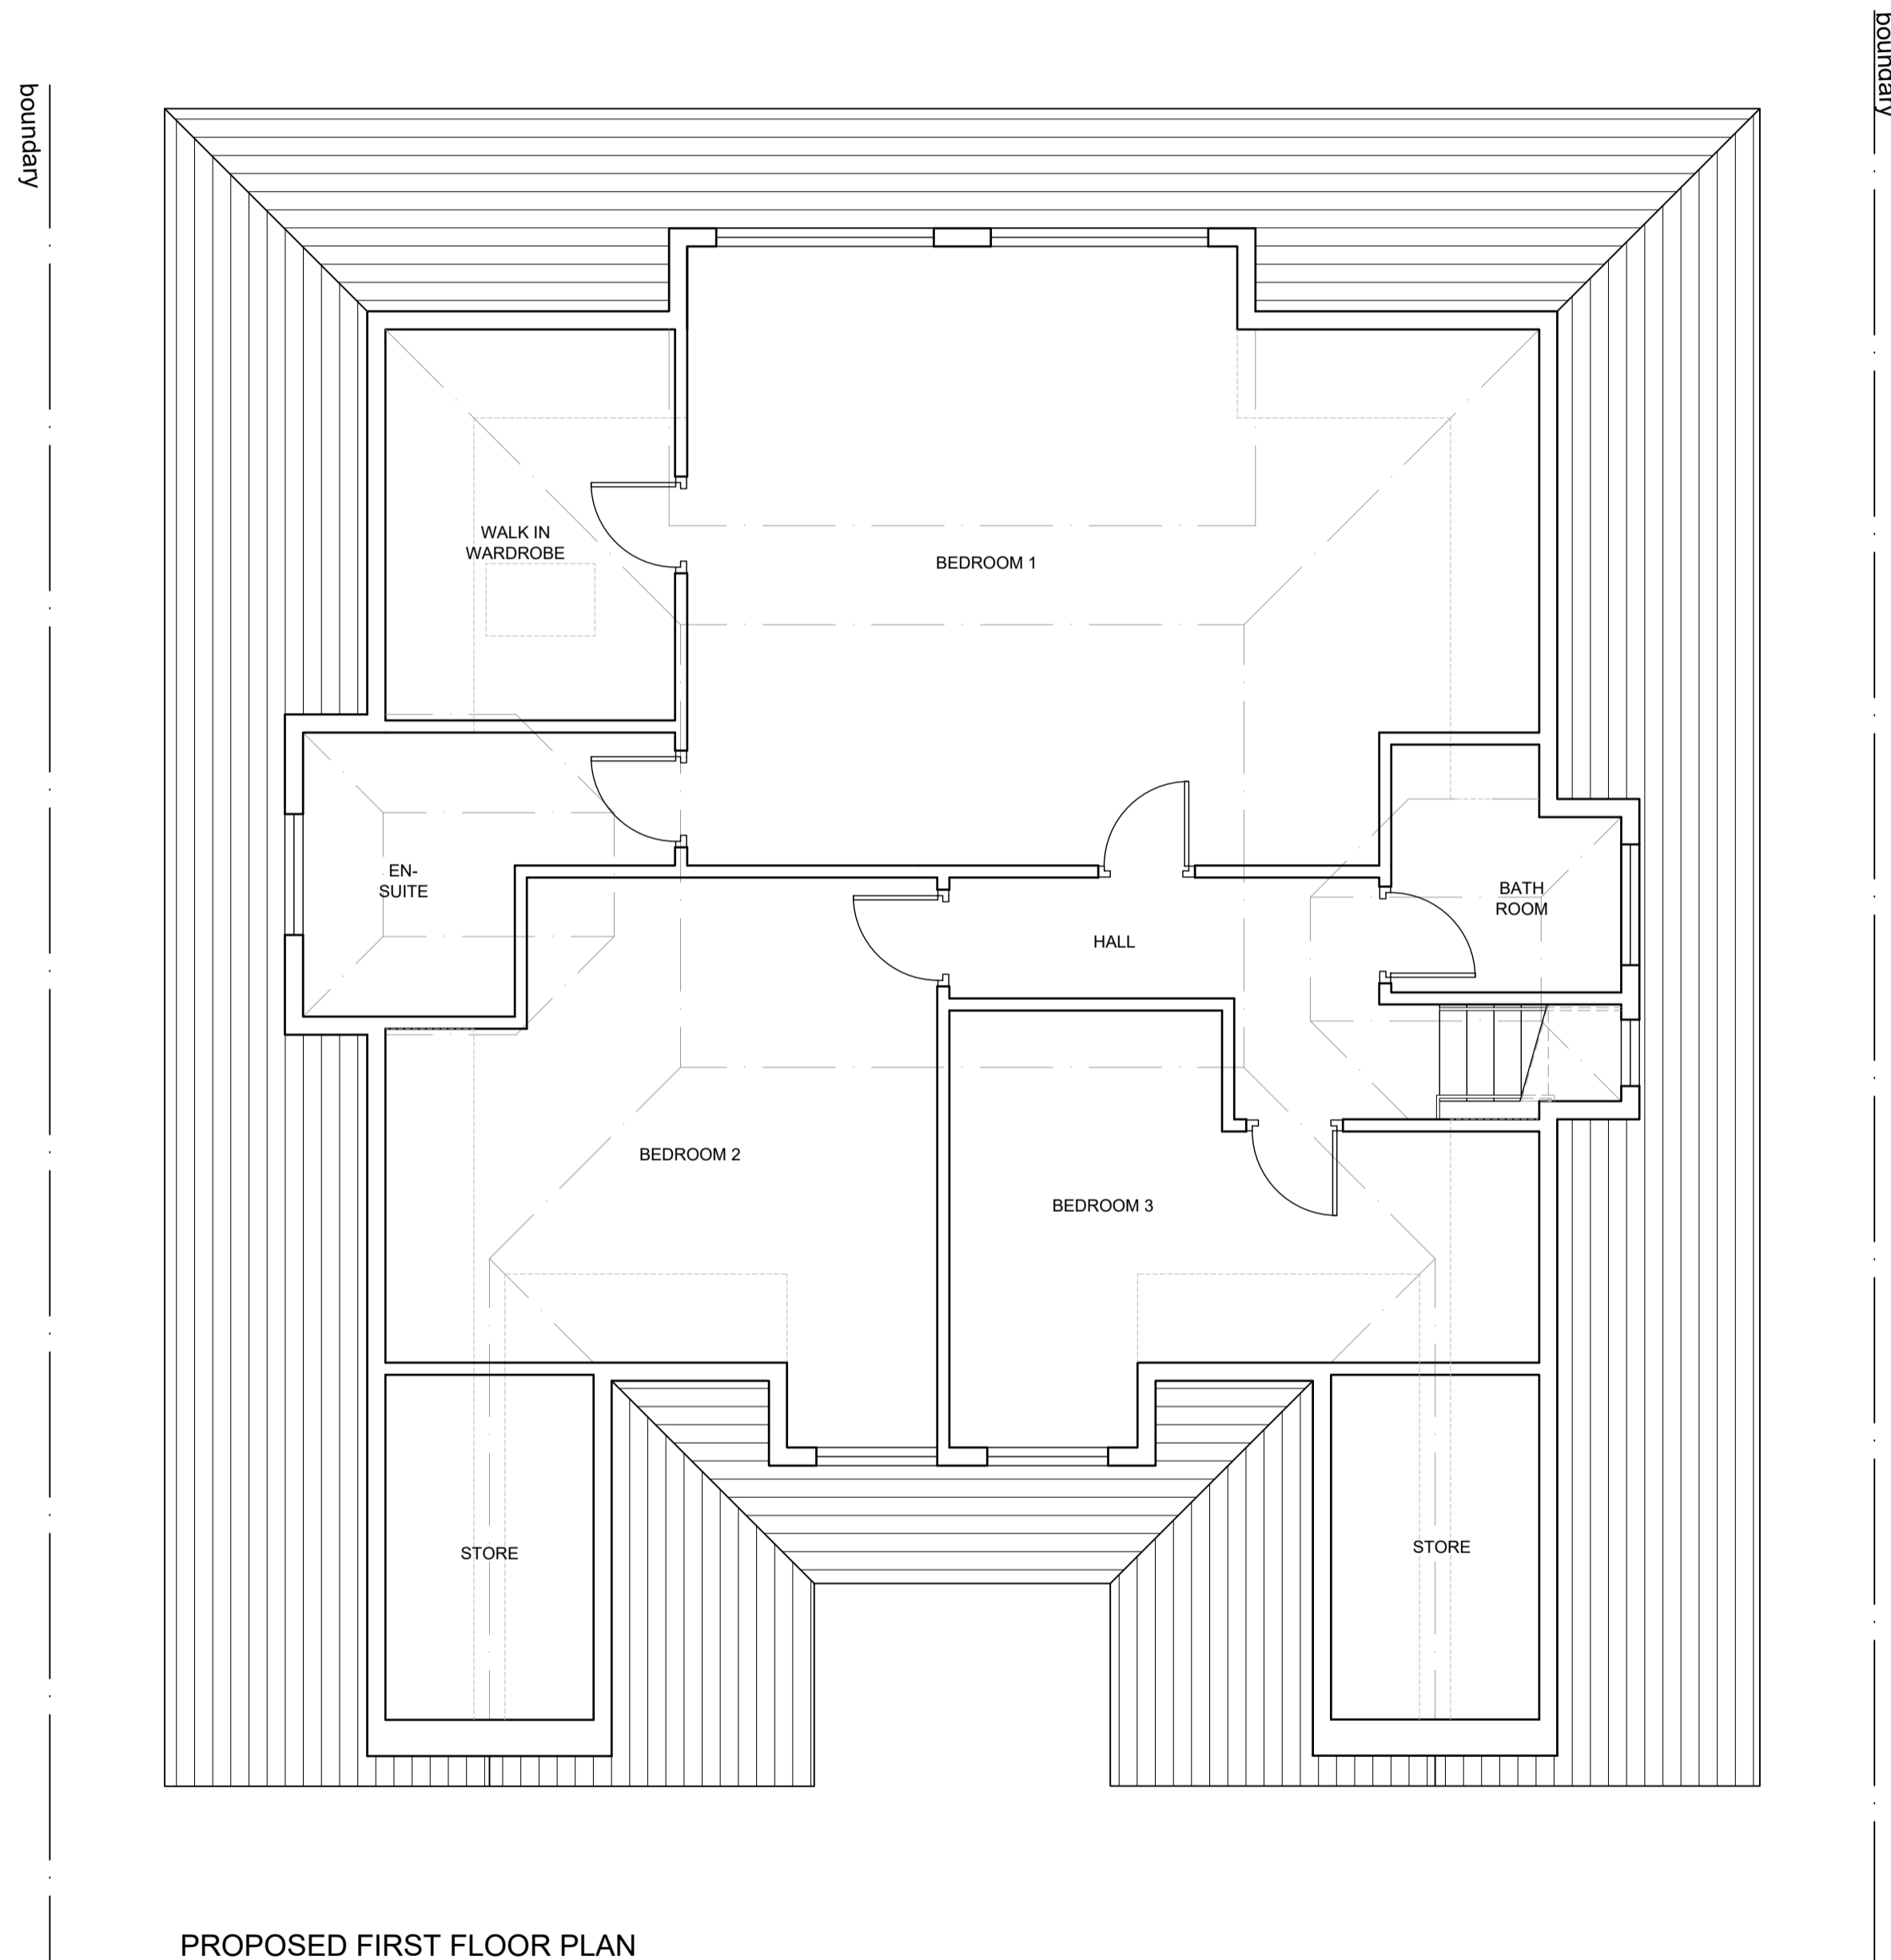 boundary
boundary
WALK IN
WARDROBE
BEDROOM 1
EN-
SUITE
BATH
ROOM
HALL
BEDROOM 2
BEDROOM 3
STORE
STORE
PROPOSED FIRST FLOOR PLAN